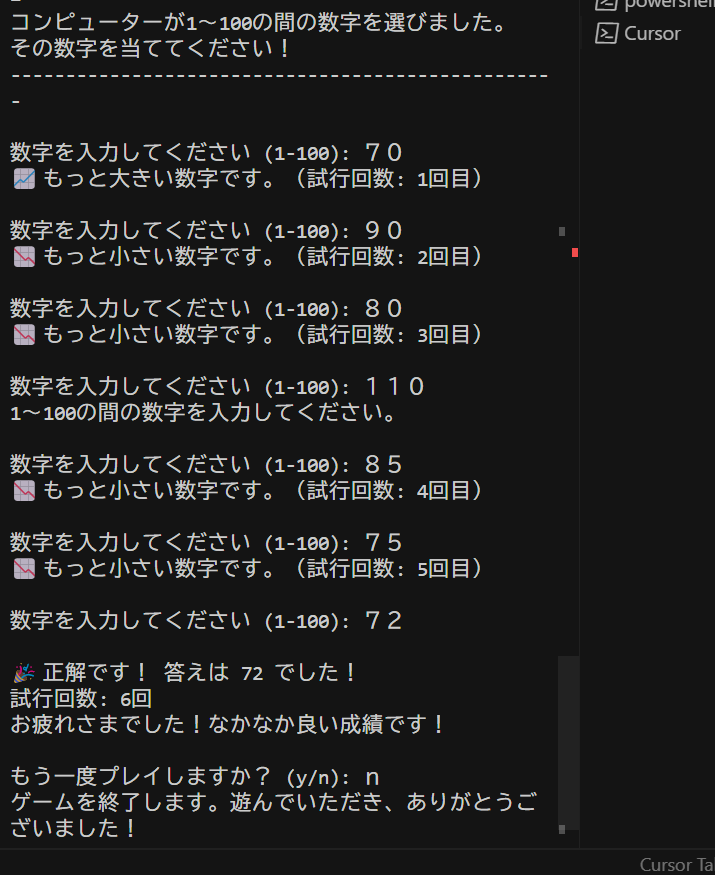 コンピューターが1～100の間の数字を選びました。
その数字を当ててください！
--------------------------------------------------
-
数字を入力してください (1-100): ７０
📈 もっと大きい数字です。（試行回数: 1回目）
数字を入力してください (1-100): ９０
📉 もっと小さい数字です。（試行回数: 2回目）
数字を入力してください (1-100): ８０
📉 もっと小さい数字です。（試行回数: 3回目）
数字を入力してください (1-100): １１０
1～100の間の数字を入力してください。
数字を入力してください (1-100): ８５
📉 もっと小さい数字です。（試行回数: 4回目）
数字を入力してください (1-100): ７５
📉 もっと小さい数字です。（試行回数: 5回目）
数字を入力してください (1-100): ７２
🎉 正解です！ 答えは 72 でした！
試行回数: 6回
お疲れさまでした！なかなか良い成績です！
もう一度プレイしますか？ (y/n): ｎ
ゲームを終了します。遊んでいただき、ありがとうご
ざいました！
powershell
Cursor
Cursor Ta